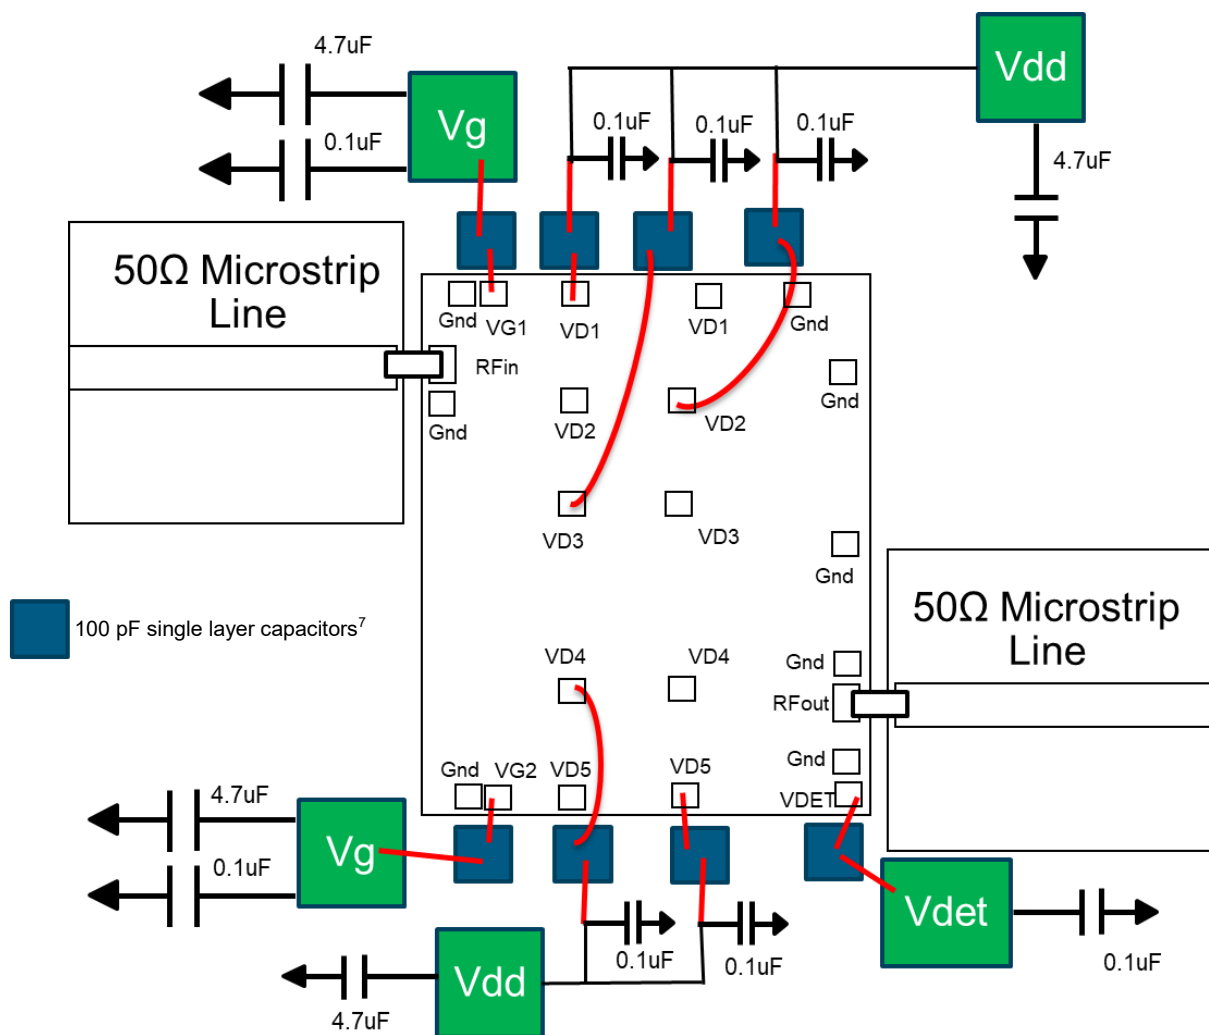 4.7uF
Vdd
Vg
0.1uF
0.1uF
0.1uF
0.1uF
4.7uF
50Ω Microstrip
Line
Gnd
VG1
VD1
VD1
Gnd
RFin
Gnd
VD2
VD2
Gnd
VD3
VD3
Gnd
100 pF single layer capacitors7
50Ω Microstrip
Line
VD4
VD4
Gnd
RFout
Gnd
Gnd
VG2
VD5
VD5
VDET
4.7uF
Vg
0.1uF
Vdet
0.1uF
0.1uF
0.1uF
Vdd
4.7uF